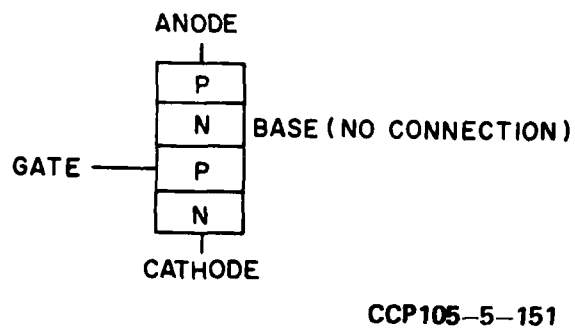 ANODE
P
N BASE (NO CONNECTION)
GATE P
N
CATHODE
CCP105-5-151